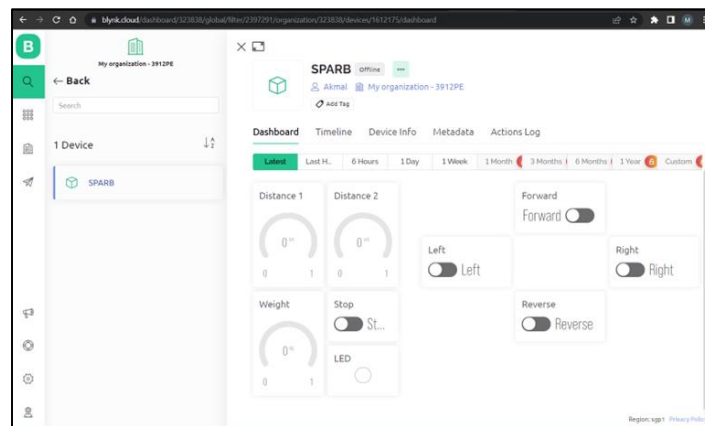 blynk.cloud/dashboard/323838/global/filter/2397291/organization/323838/devices/1612175/dashboard
B
My organization - 3912PE
← Back
Search
1 Device
SPARB
SPARB Offline
Akmal My organization - 3912PE
Add Tag
Dashboard Timeline Device Info Metadata Actions Log
Latest Last H.. 6 Hours 1 Day 1 Week 1 Month 3 Months 6 Months 1 Year Custom
Distance 1 Distance 2 Forward
Forward
0 0
0 1 0 1
Left Right
Left Right
Weight Stop Reverse
St... Reverse
0
LED
0 1
Region: sgp1 Privacy Policy